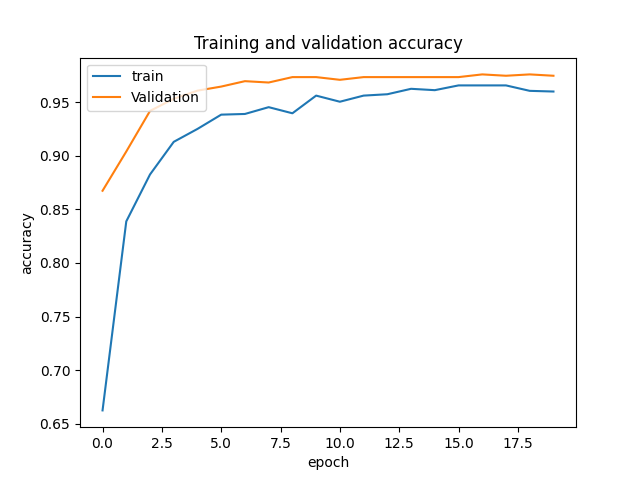 Training and validation accuracy
train
Validation
0.95
0.90
0.85
0.80
0.75
0.70
0.65
accuracy
0.0 2.5 5.0 7.5 10.0 12.5 15.0 17.5
epoch